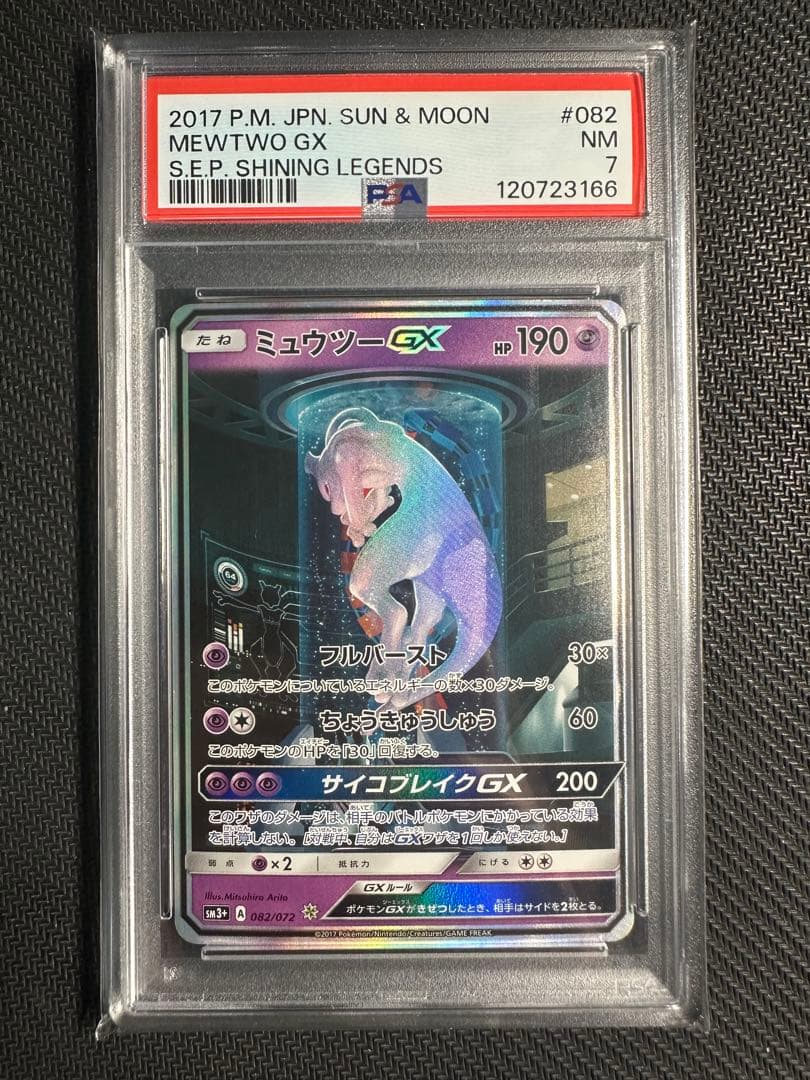 2017 P.M. JPN. SUN & MOON #082
MEWTWO GX NM
S.E.P. SHINING LEGENDS 7
PSA 120723166
たね ミュウツーGX HP 190
64
フルバースト 30×
このポケモンについているエネルギーの数×30ダメージ。
ちょうきゅうしゅう 60
このポケモンのHPを「30」回復する。
サイコブレイクGX 200
このワザのダメージは、相手のバトルポケモンにかかっている効果
を計算しない。[対戦中、自分はGXワザを1回しか使えない。]
弱点 ×2 抵抗力 にげる
GXルール
Illus.Mitsuhiro Arita
ポケモンGXがきぜつしたとき、相手はサイドを2枚とる。
SM3+ A 082/072
©2017 Pokémon/Nintendo/Creatures/GAME FREAK